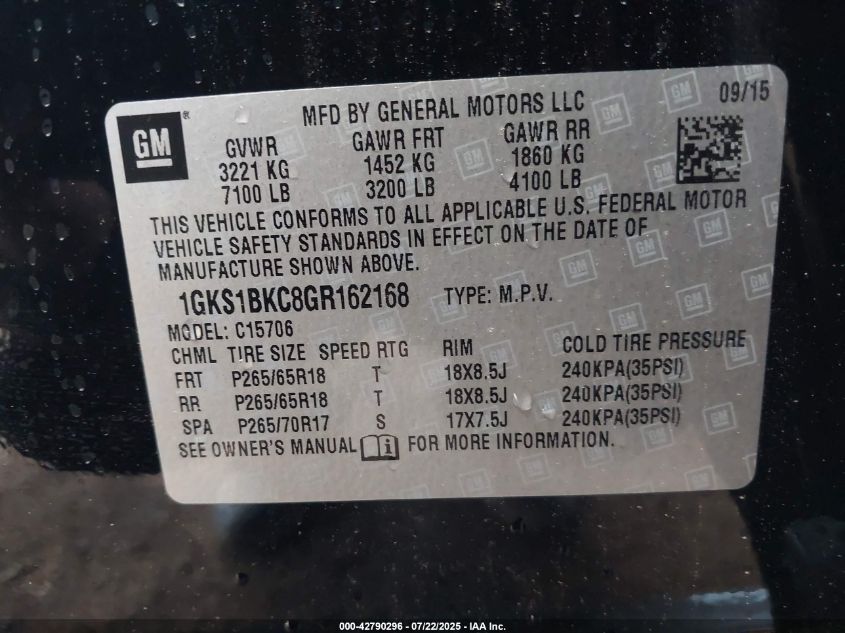 MFD BY GENERAL MOTORS LLC 09/15
GM ®
GVWR GAWR FRT GAWR RR
3221 KG 1452 KG 1860 KG
7100 LB 3200 LB 4100 LB
THIS VEHICLE CONFORMS TO ALL APPLICABLE U.S. FEDERAL MOTOR
VEHICLE SAFETY STANDARDS IN EFFECT ON THE DATE OF
MANUFACTURE SHOWN ABOVE.
1GKS1BKC8GR162168 TYPE: M.P.V.
MODEL: C15706
CHML TIRE SIZE SPEED RTG RIM COLD TIRE PRESSURE
FRT P265/65R18 T 18X8.5J 240KPA(35PSI)
RR P265/65R18 T 18X8.5J 240KPA(35PSI)
SPA P265/70R17 S 17X7.5J 240KPA(35PSI)
SEE OWNER'S MANUAL i FOR MORE INFORMATION.
000-42790296 - 07/22/2025 - IAA Inc.